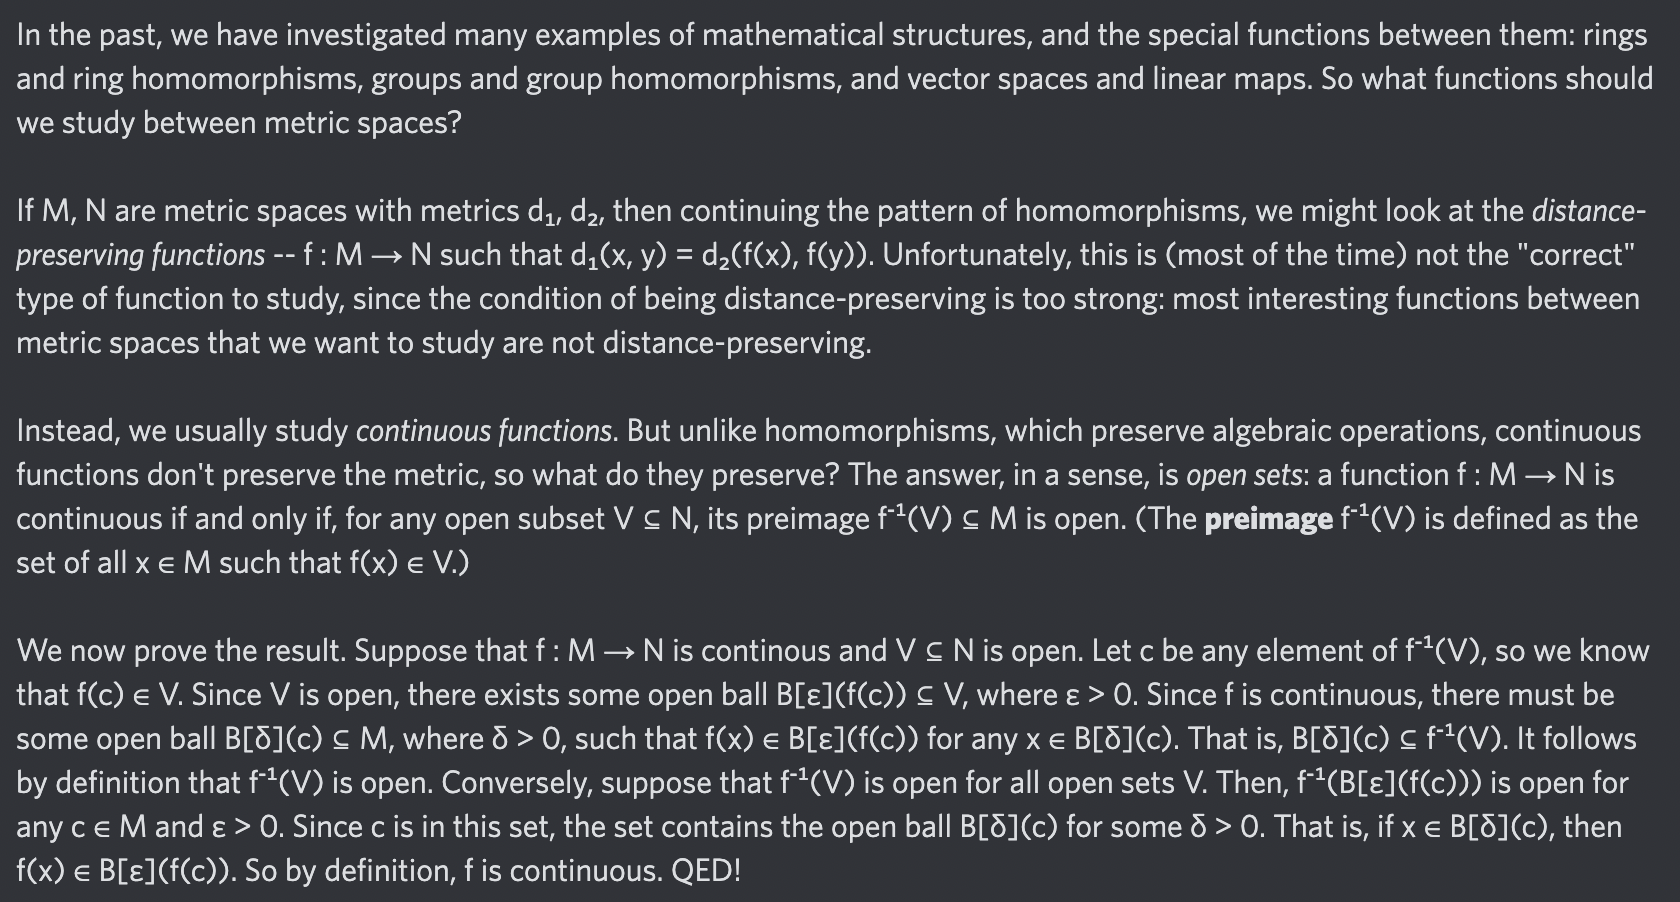 In the past, we have investigated many examples of mathematical structures, and the special functions between them: rings
and ring homomorphisms, groups and group homomorphisms, and vector spaces and linear maps. So what functions should
we study between metric spaces?
If M, N are metric spaces with metrics d₁, d₂, then continuing the pattern of homomorphisms, we might look at the distance-
preserving functions -- f : M → N such that d₁(x, y) = d₂(f(x), f(y)). Unfortunately, this is (most of the time) not the "correct"
type of function to study, since the condition of being distance-preserving is too strong: most interesting functions between
metric spaces that we want to study are not distance-preserving.
Instead, we usually study continuous functions. But unlike homomorphisms, which preserve algebraic operations, continuous
functions don't preserve the metric, so what do they preserve? The answer, in a sense, is open sets: a function f : M → N is
continuous if and only if, for any open subset V ⊆ N, its preimage f⁻¹(V) ⊆ M is open. (The preimage f⁻¹(V) is defined as the
set of all x ∈ M such that f(x) ∈ V.)
We now prove the result. Suppose that f : M → N is continous and V ⊆ N is open. Let c be any element of f⁻¹(V), so we know
that f(c) ∈ V. Since V is open, there exists some open ball B[ε](f(c)) ⊆ V, where ε > 0. Since f is continuous, there must be
some open ball B[δ](c) ⊆ M, where δ > 0, such that f(x) ∈ B[ε](f(c)) for any x ∈ B[δ](c). That is, B[δ](c) ⊆ f⁻¹(V). It follows
by definition that f⁻¹(V) is open. Conversely, suppose that f⁻¹(V) is open for all open sets V. Then, f⁻¹(B[ε](f(c))) is open for
any c ∈ M and ε > 0. Since c is in this set, the set contains the open ball B[δ](c) for some δ > 0. That is, if x ∈ B[δ](c), then
f(x) ∈ B[ε](f(c)). So by definition, f is continuous. QED!